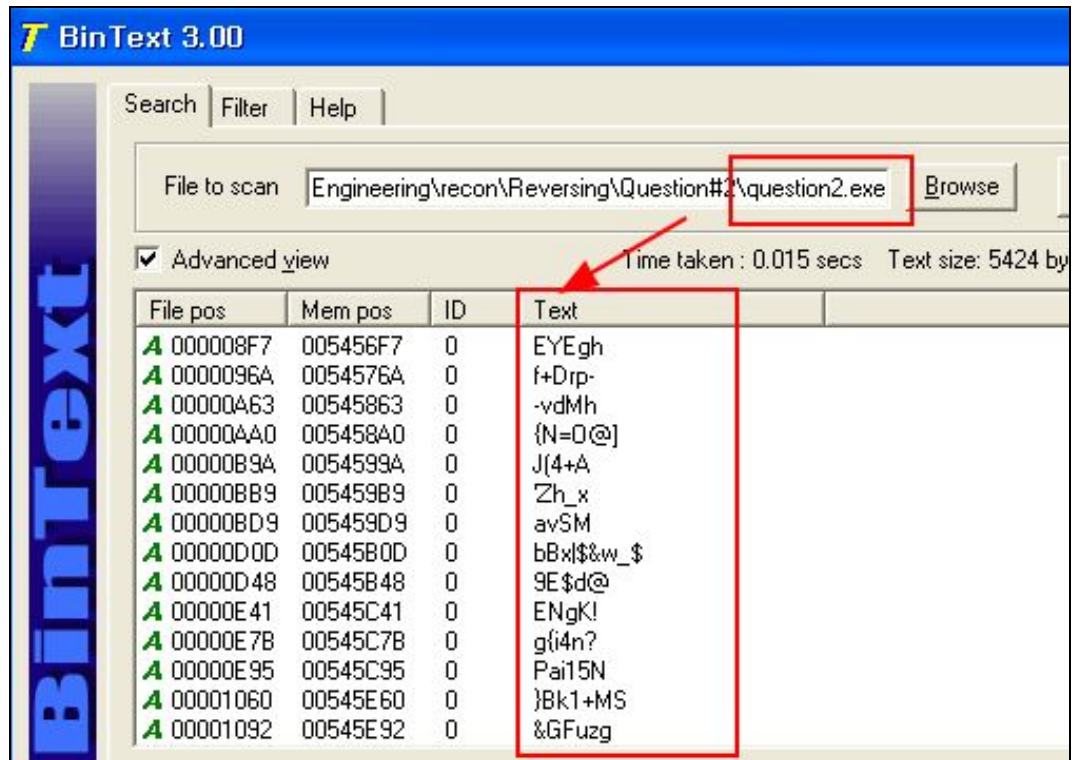 BinText 3.00
Search Filter Help
File to scan Engineering\recon\Reversing\Question#2\question2.exe Browse
Advanced view Time taken : 0.015 secs Text size: 5424 by
File pos Mem pos ID Text
A 000008F7 005456F7 0 EYEgh
A 0000096A 0054576A 0 f+Drp-
A 00000A63 00545863 0 -vdMh
A 00000AA0 005458A0 0 {N=O@]
A 00000B9A 0054599A 0 J(4+A
A 00000BB9 005459B9 0 'Zh_x
A 00000BD9 005459D9 0 avSM
A 00000D0D 00545B0D 0 bBx|$&w_$
A 00000D48 00545B48 0 9E$d@
A 00000E41 00545C41 0 ENgK!
A 00000E7B 00545C7B 0 g{i4n?
A 00000E95 00545C95 0 Pai15N
A 00001060 00545E60 0 }Bk1+MS
A 00001092 00545E92 0 &GFuzg
BinText